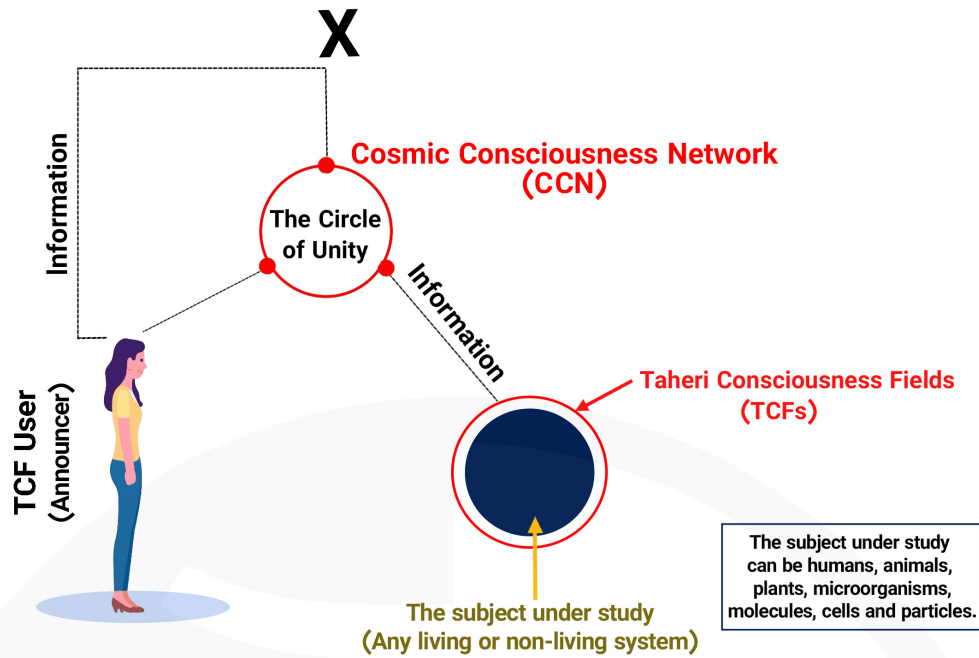 X
Cosmic Consciousness Network
(CCN)
The Circle
of Unity
Information
Information
TCF User
(Announcer)
Taheri Consciousness Fields
(TCFs)
The subject under study
(Any living or non-living system)
The subject under study
can be humans, animals,
plants, microorganisms,
molecules, cells and particles.